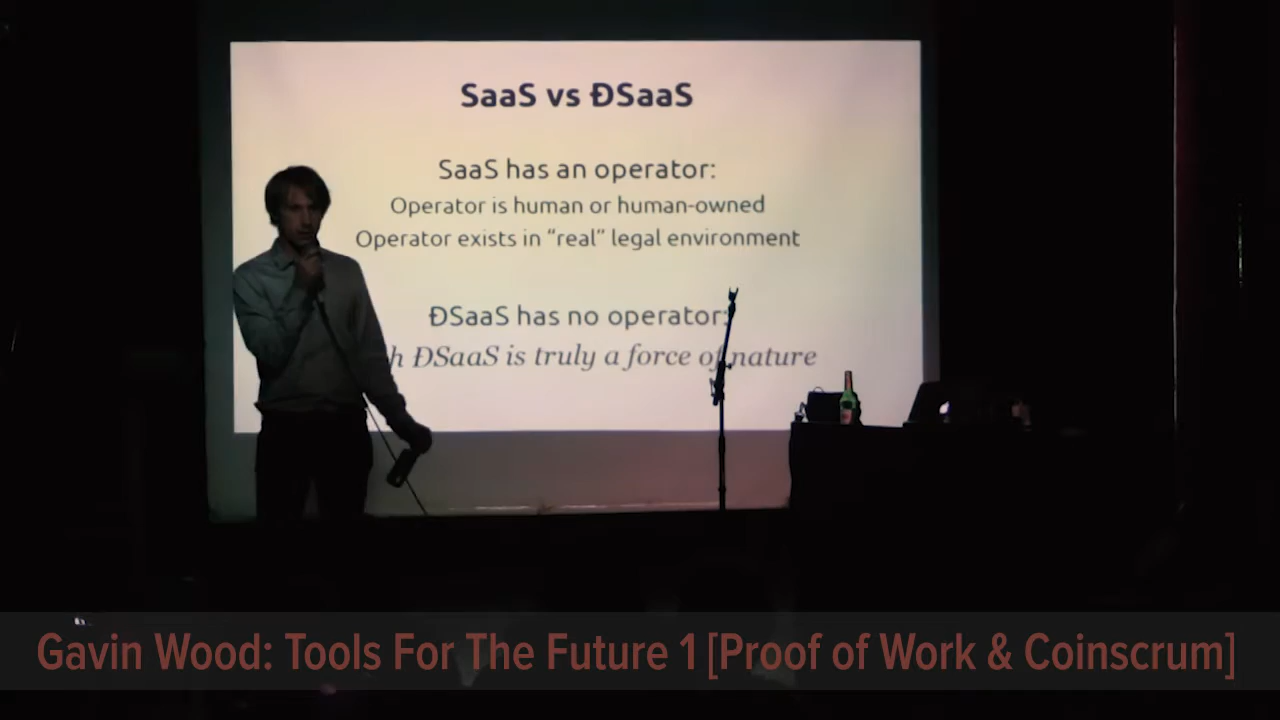 SaaS vs ĐSaaS
SaaS has an operator:
Operator is human or human-owned
Operator exists in “real” legal environment
ĐSaaS has no operator:
ĐSaaS is truly a force of nature
Gavin Wood: Tools For The Future 1 [Proof of Work & Coinscrum]